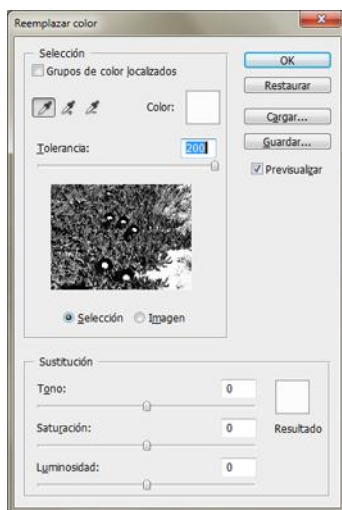 Reemplazar color
Selección
Grupos de color localizados
Color:
Tolerancia: 200
Selección Imagen
OK
Restaurar
Cargar...
Guardar...
Previsualizar
Sustitución
Tono: 0
Saturación: 0
Resultado
Luminosidad: 0